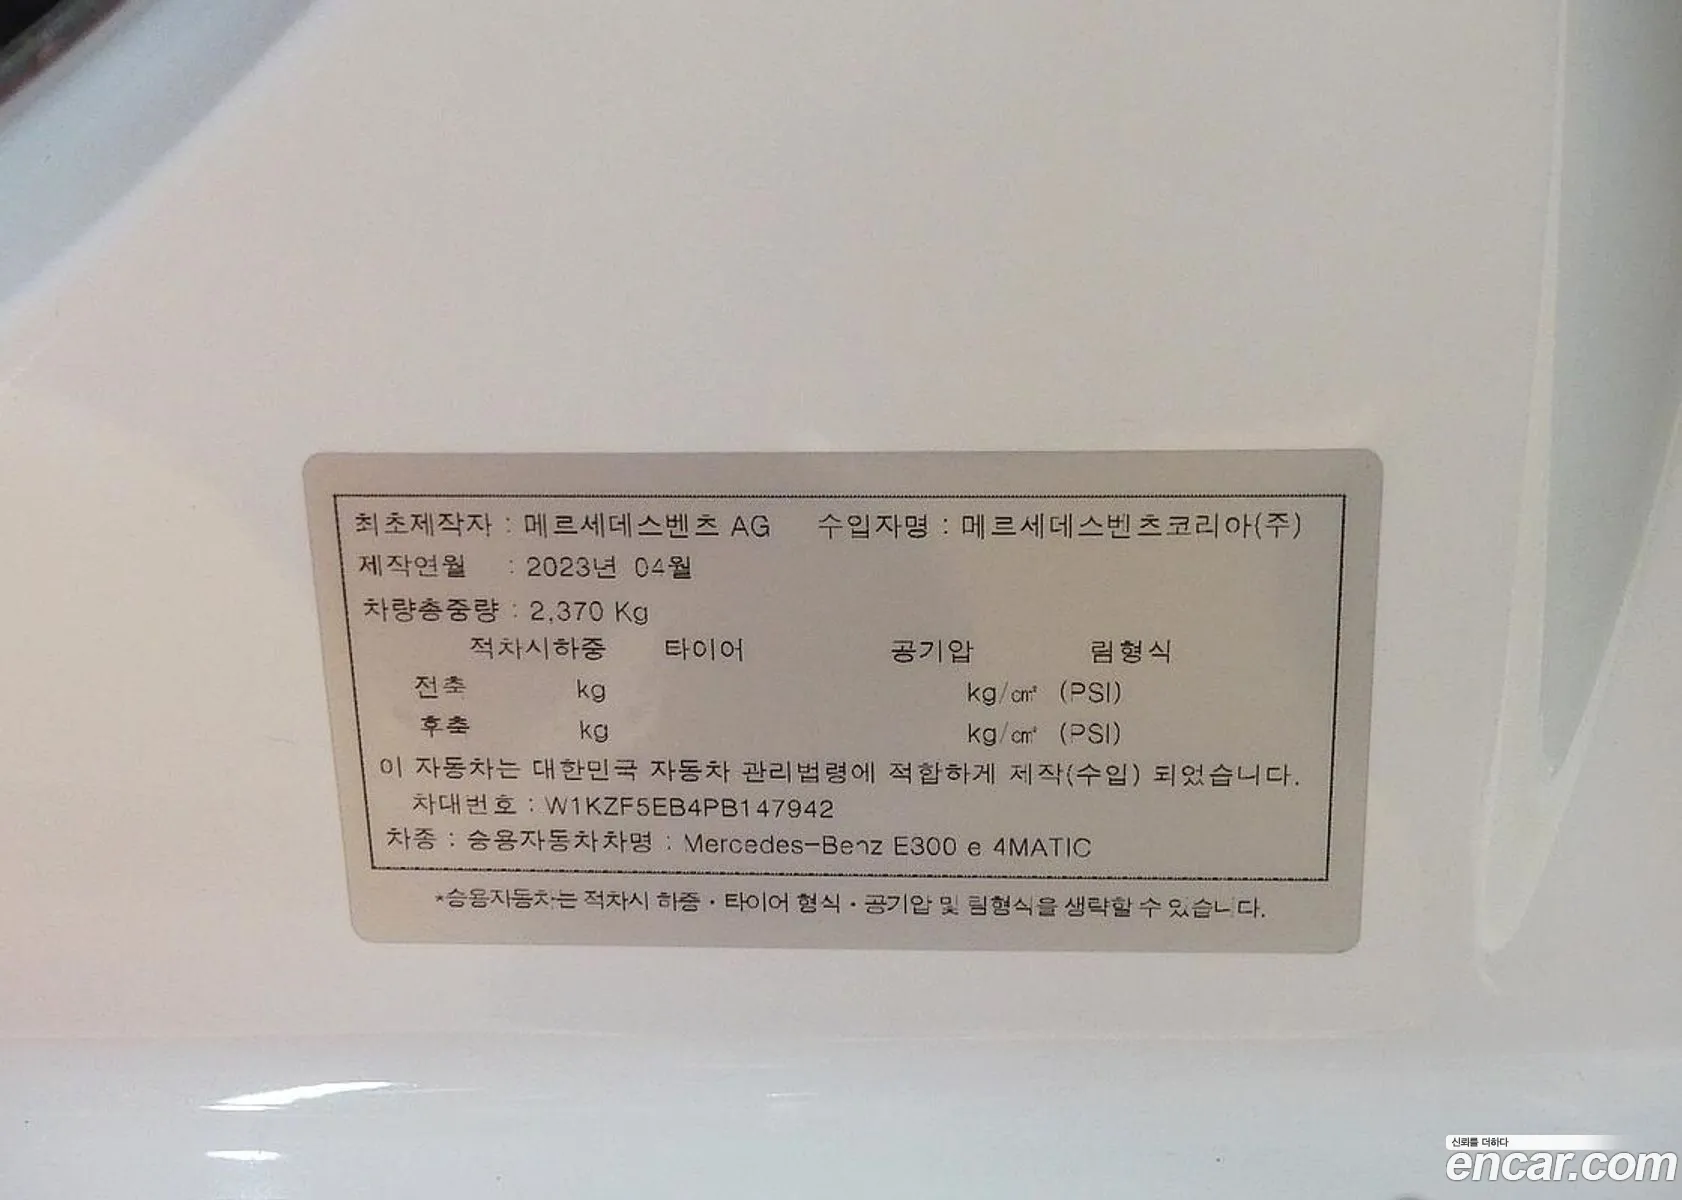 최초제작자 : 메르세데스벤츠 AG 수입자명 : 메르세데스벤츠코리아(주)
제작연월 : 2023년 04월
차량총중량 : 2,370 Kg
적차시하중 타이어 공기압 림형식
전축 kg kg/㎠ (PSI)
후축 kg kg/㎠ (PSI)
이 자동차는 대한민국 자동차 관리법령에 적합하게 제작(수입) 되었습니다.
차대번호 : W1KZF5EB4PB147942
차종 : 승용자동차차명 : Mercedes-Benz E300 e 4MATIC
*승용자동차는 적차시 하중·타이어 형식·공기압 및 림형식을 생략할 수 있습니다.
신뢰를 더하다
encar.com